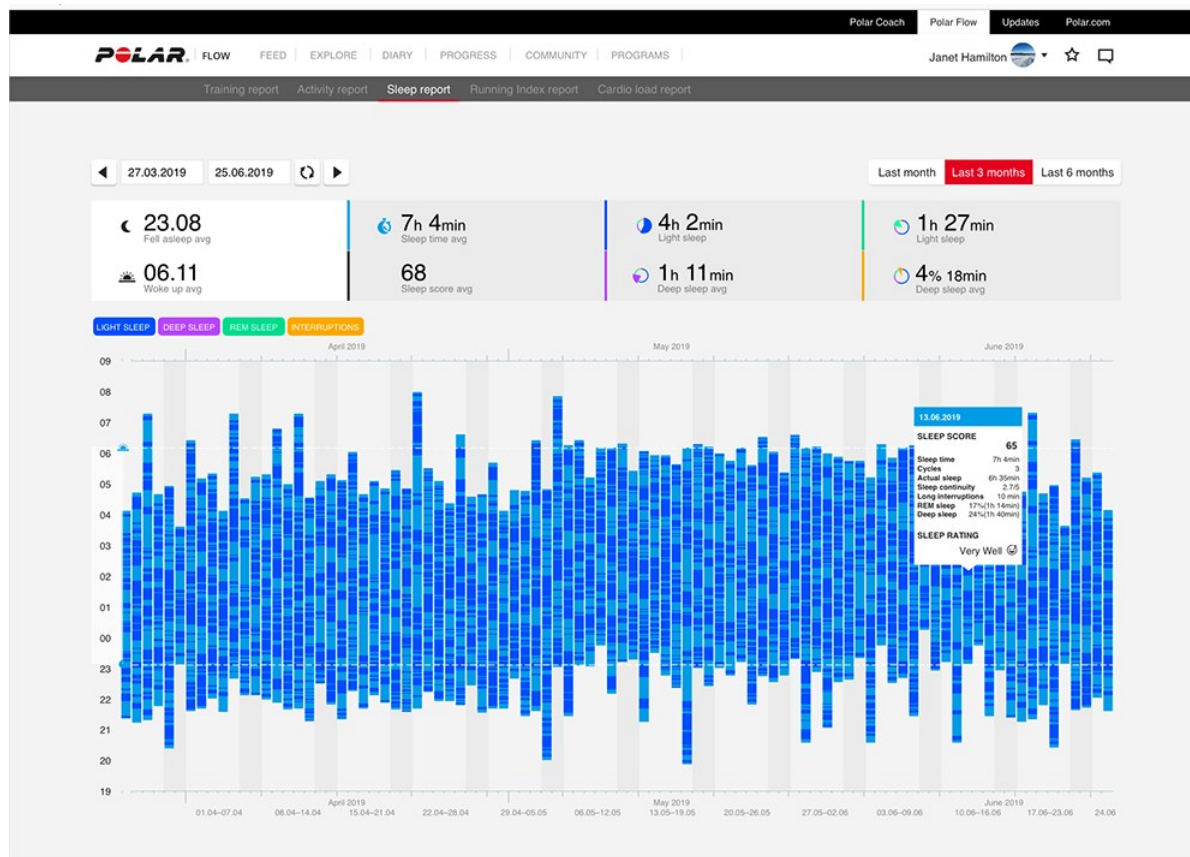 Polar Coach Polar Flow Updates Polar.com
POLAR. FLOW FEED EXPLORE DIARY PROGRESS COMMUNITY PROGRAMS Janet Hamilton
Training report Activity report Sleep report Running Index report Cardio load report
27.03.2019 25.06.2019 Last month Last 3 months Last 6 months
23.08 7h 4min 4h 2min 1h 27min
Fell asleep avg Sleep time avg Light sleep Light sleep
06.11 68 1h 11min 4% 18min
Woke up avg Sleep score avg Deep sleep avg Deep sleep avg
LIGHT SLEEP DEEP SLEEP REM SLEEP INTERRUPTIONS
April 2019 May 2019 June 2019
09
08
07
06
05
04
03
02
01
00
23
22
21
20
19
13.06.2019
SLEEP SCORE
65
Sleep time 7h 4min
Cycles 3
Actual sleep 6h 35min
Sleep continuity 2.7/5
Long interruptions 10 min
REM sleep 17%(1h 14min)
Deep sleep 24%(1h 40min)
SLEEP RATING
Very Well
April 2019 May 2019 June 2019
01.04–07.04 08.04–14.04 15.04–21.04 22.04–28.04 29.04–05.05 06.05–12.05 13.05–19.05 20.05–26.05 27.05–02.06 03.06–09.06 10.06–16.06 17.06–23.06 24.06